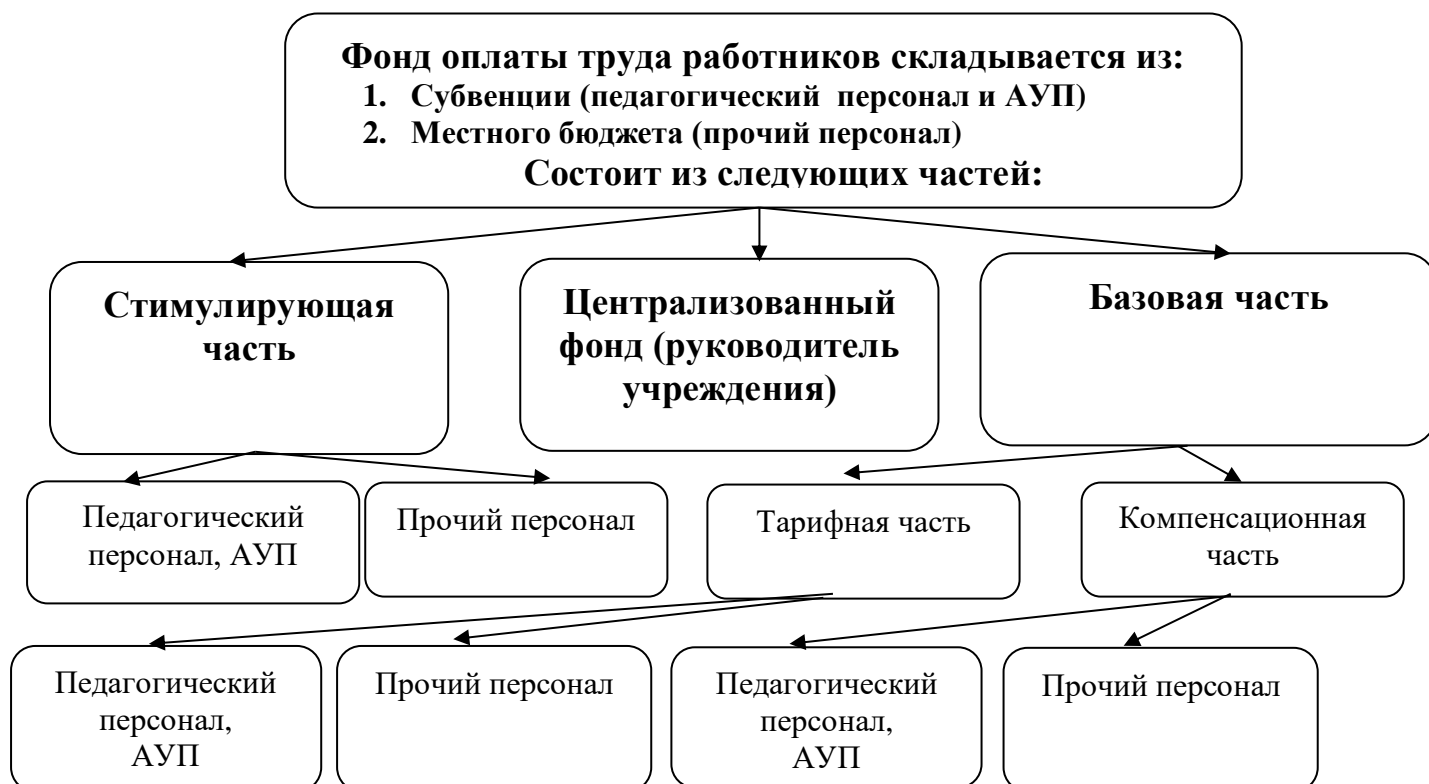 Фонд оплаты труда работников складывается из:
1. Субвенции (педагогический персонал и АУП)
2. Местного бюджета (прочий персонал)
Состоит из следующих частей:
Стимулирующая
часть
Централизованный
фонд (руководитель
учреждения)
Базовая часть
Педагогический
персонал, АУП
Прочий персонал
Тарифная часть
Компенсационная
часть
Педагогический
персонал,
АУП
Прочий персонал
Педагогический
персонал,
АУП
Прочий персонал